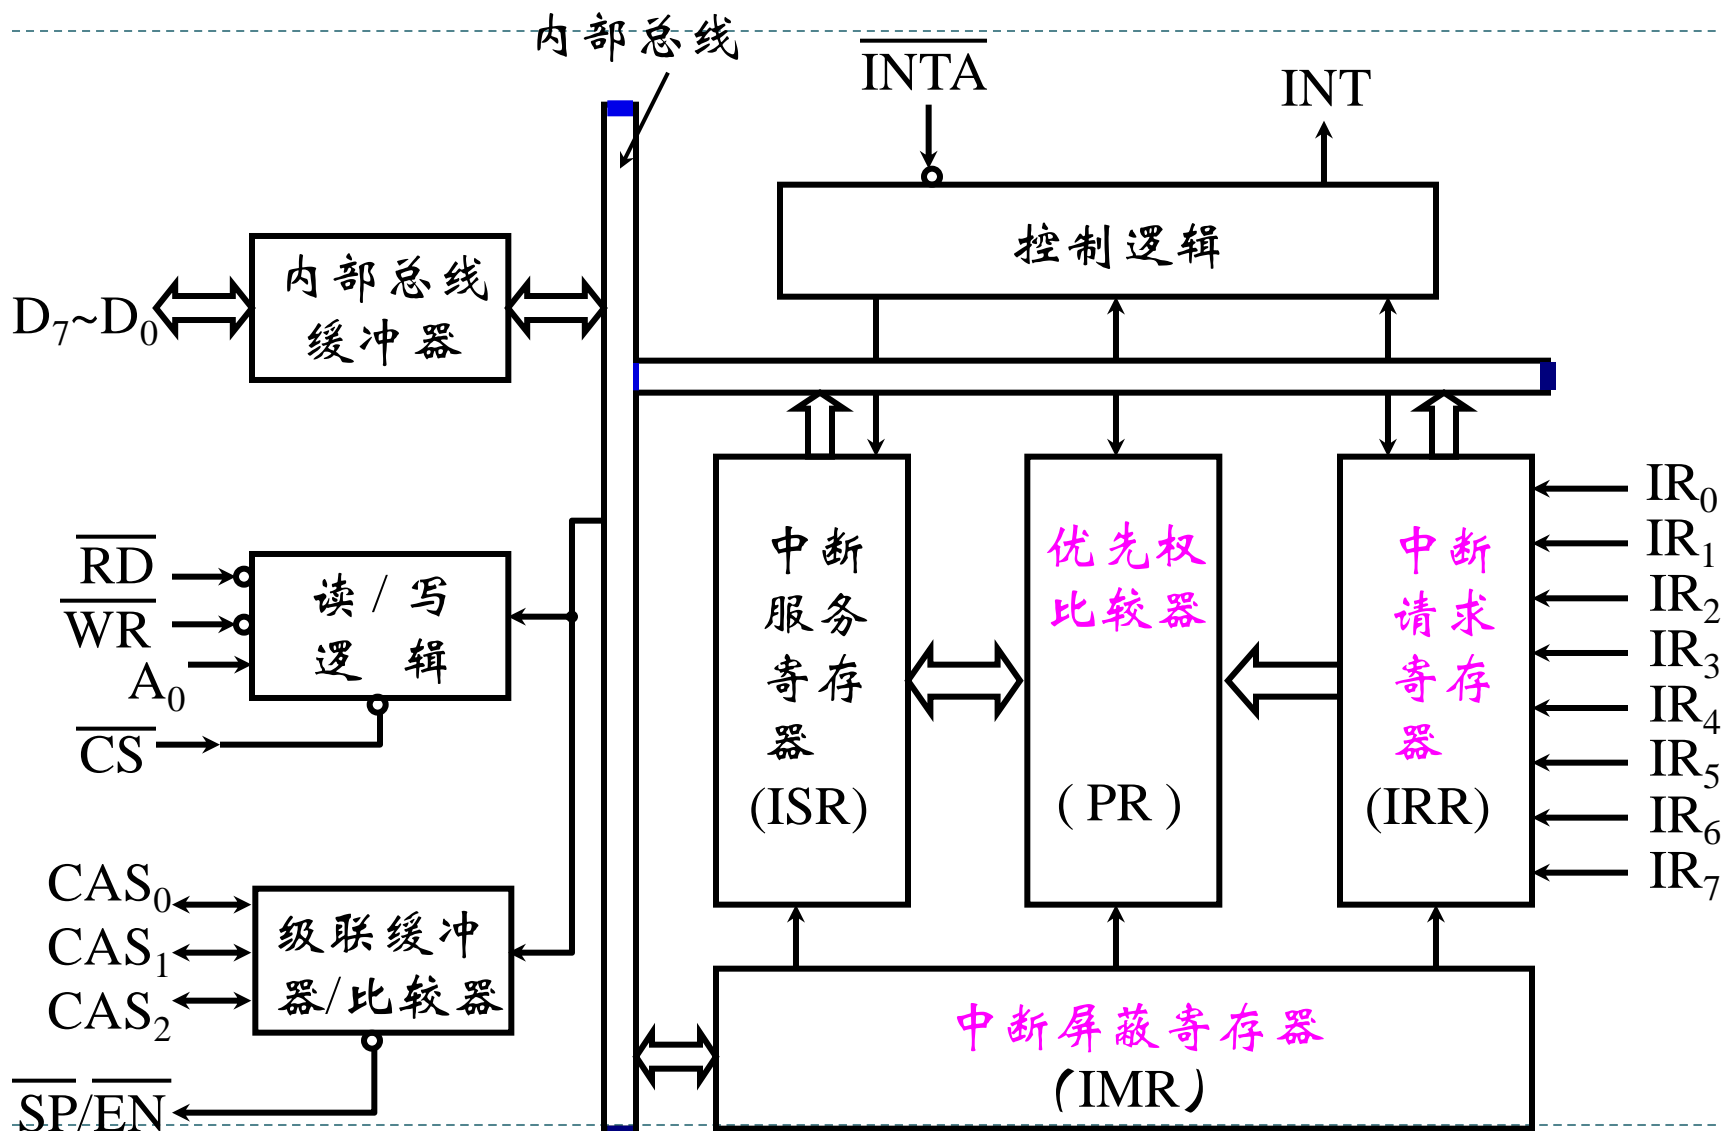 内部总线
INTA
INT
控制逻辑
内部总线
缓冲器
D7~D0
RD
WR
A0
CS
读/写
逻辑
CAS0
CAS1
CAS2
级联缓冲
器/比较器
SP/EN
中断
服务
寄存
器
(ISR)
优先权
比较器
(PR)
中断
请求
寄存
器
(IRR)
IR0
IR1
IR2
IR3
IR4
IR5
IR6
IR7
中断屏蔽寄存器
(IMR)